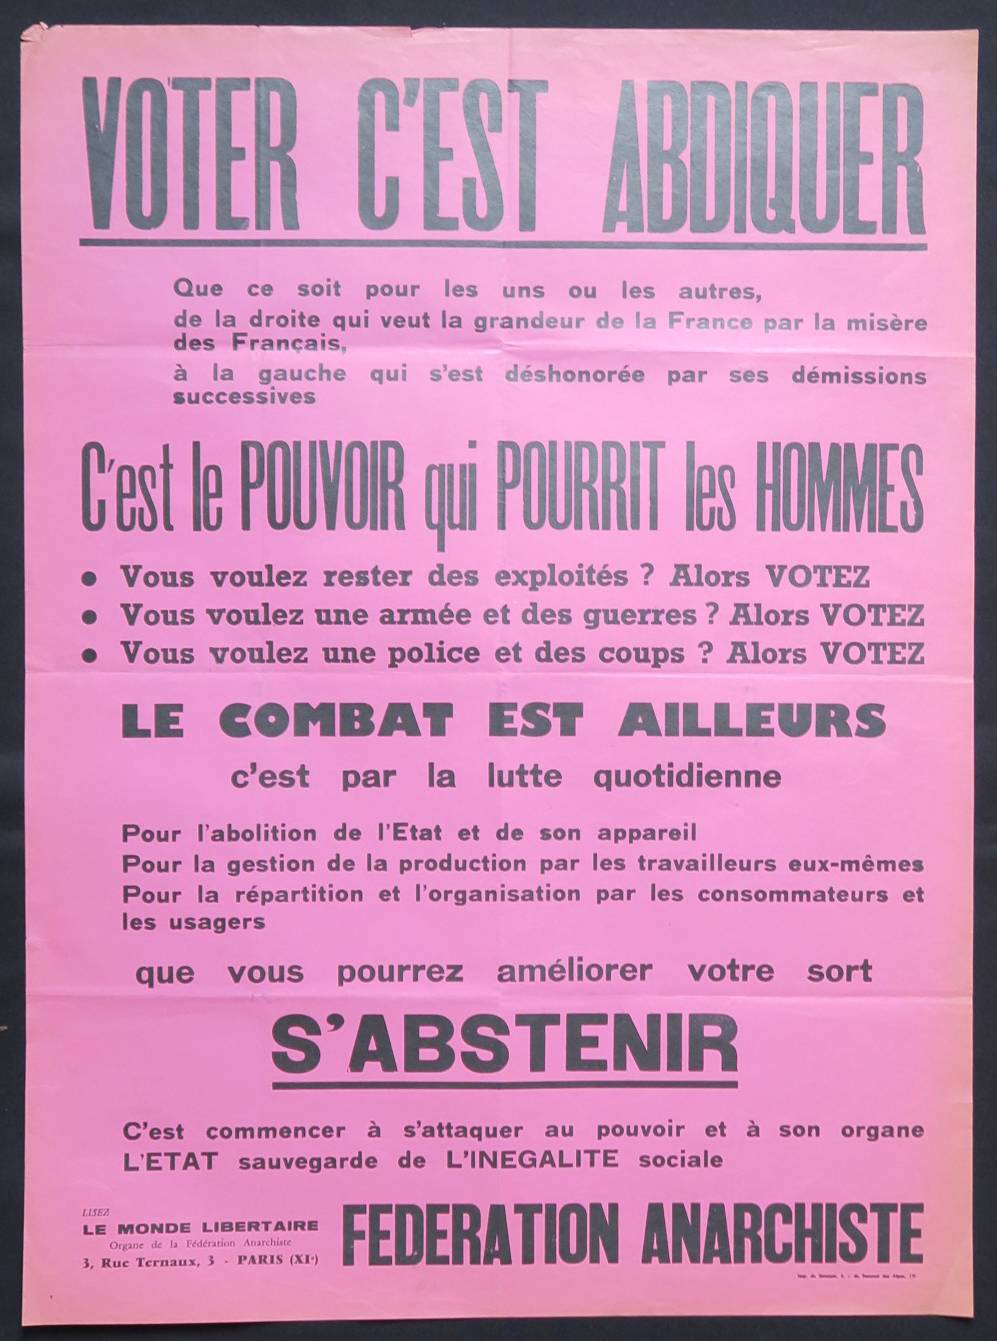 VOTER C'EST ABDIQUER
Que ce soit pour les uns ou les autres,
de la droite qui veut la grandeur de la France par la misère
des Français,
à la gauche qui s'est déshonorée par ses démissions
successives
C'est le POUVOIR qui POURRIT les HOMMES
● Vous voulez rester des exploités ? Alors VOTEZ
● Vous voulez une armée et des guerres ? Alors VOTEZ
● Vous voulez une police et des coups ? Alors VOTEZ
LE COMBAT EST AILLEURS
c'est par la lutte quotidienne
Pour l'abolition de l'Etat et de son appareil
Pour la gestion de la production par les travailleurs eux-mêmes
Pour la répartition et l'organisation par les consommateurs et
les usagers
que vous pourrez améliorer votre sort
S'ABSTENIR
C'est commencer à s'attaquer au pouvoir et à son organe
L'ETAT sauvegarde de L'INEGALITE sociale
LISEZ
LE MONDE LIBERTAIRE
Organe de la Fédération Anarchiste
3, Rue Ternaux, 3 - PARIS (XIe)
FEDERATION ANARCHISTE